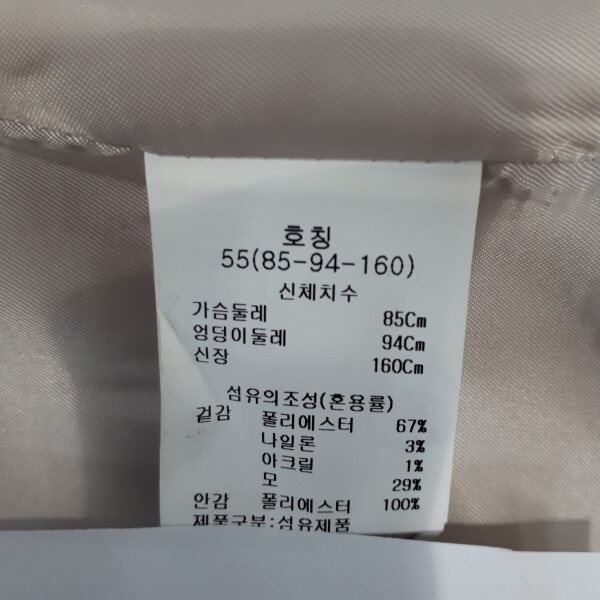 호칭
55(85-94-160)
신체치수
가슴둘레 85Cm
엉덩이둘레 94Cm
신장 160Cm
섬유의조성(혼용률)
겉감 폴리에스터 67%
나일론 3%
아크릴 1%
모 29%
안감 폴리에스터 100%
제품구분:섬유제품